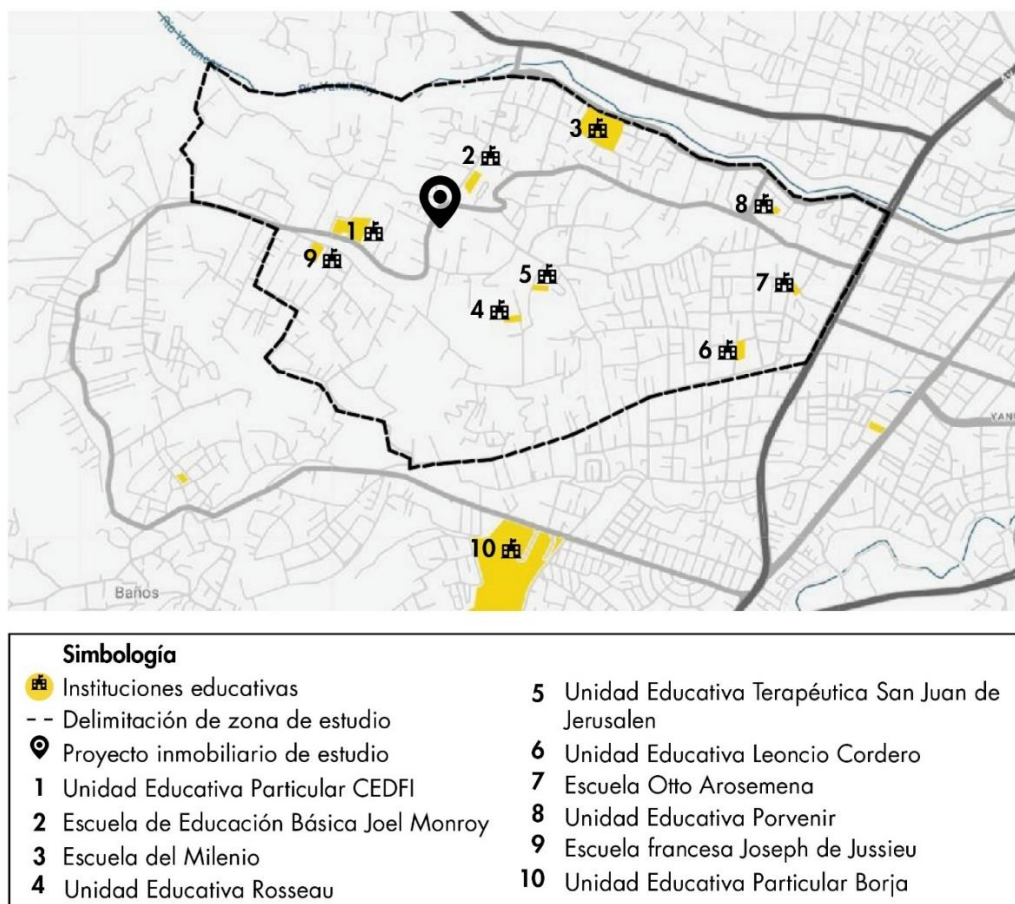 Río Yanuncay
Río Yanuncay
3
2
8
1
9
5
7
4
6
YANU
10
Baños
Simbología
Instituciones educativas
Delimitación de zona de estudio
Proyecto inmobiliario de estudio
1 Unidad Educativa Particular CEDFI
2 Escuela de Educación Básica Joel Monroy
3 Escuela del Milenio
4 Unidad Educativa Rosseau
5 Unidad Educativa Terapéutica San Juan de
Jerusalen
6 Unidad Educativa Leoncio Cordero
7 Escuela Otto Arosemena
8 Unidad Educativa Porvenir
9 Escuela francesa Joseph de Jussieu
10 Unidad Educativa Particular Borja